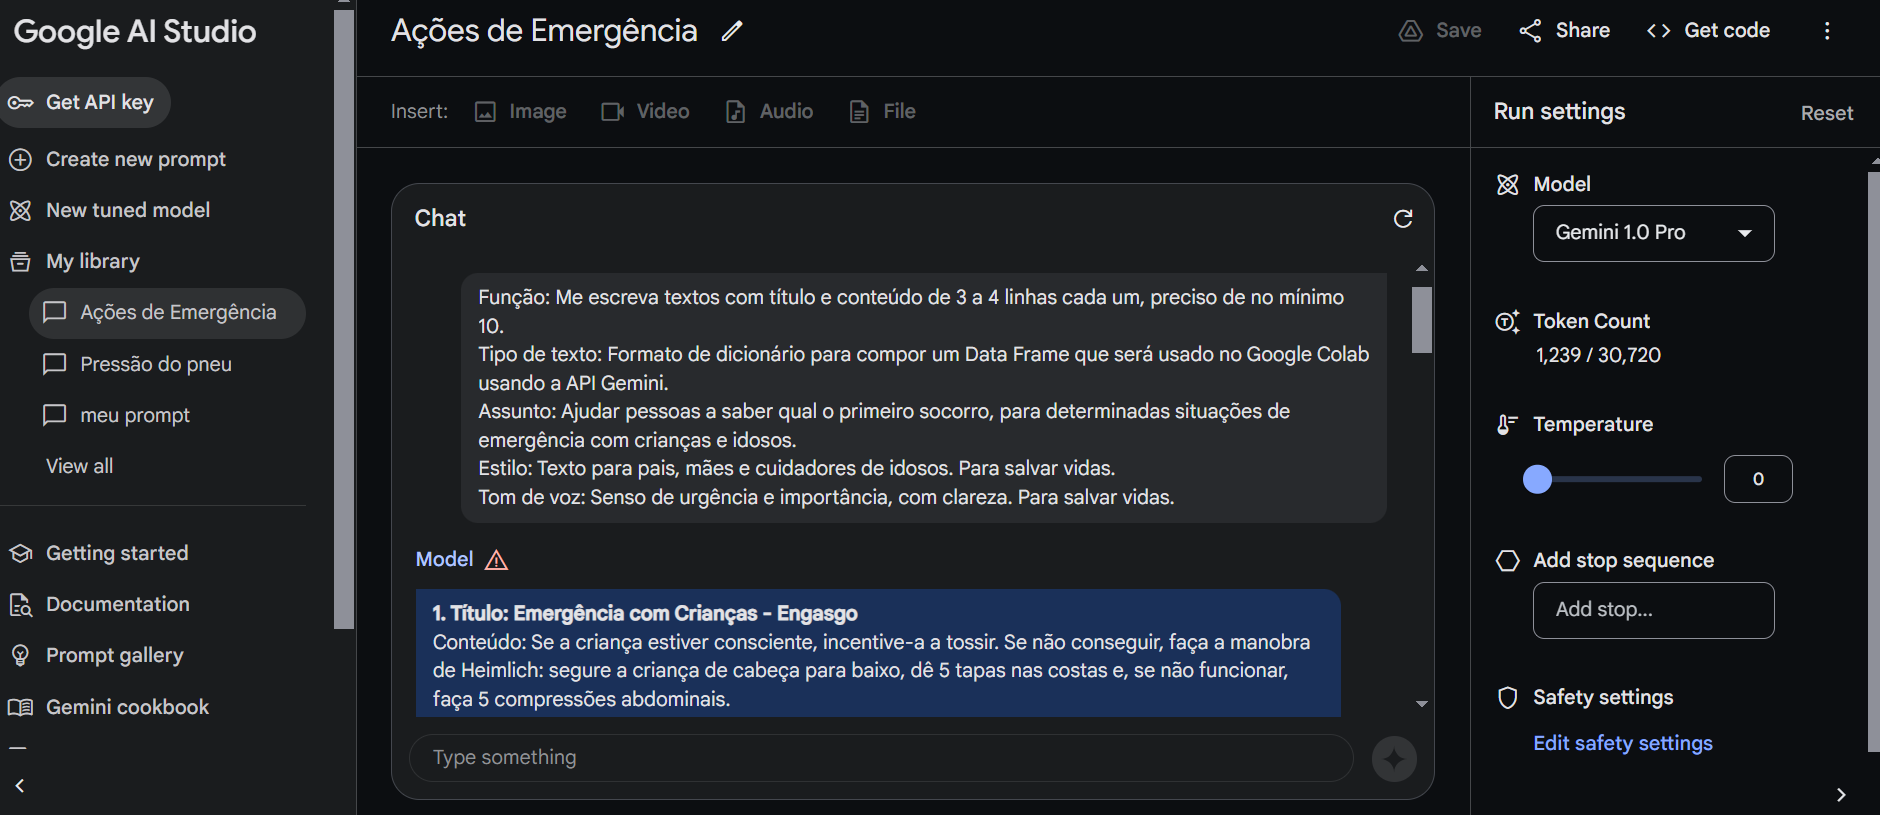 Google AI Studio
Get API key
Create new prompt
New tuned model
My library
Ações de Emergência
Pressão do pneu
meu prompt
View all
Getting started
Documentation
Prompt gallery
Gemini cookbook
Ações de Emergência
Save
Share
Get code
Insert:
Image
Video
Audio
File
Chat
Função: Me escreva textos com título e conteúdo de 3 a 4 linhas cada um, preciso de no mínimo
10.
Tipo de texto: Formato de dicionário para compor um Data Frame que será usado no Google Colab
usando a API Gemini.
Assunto: Ajudar pessoas a saber qual o primeiro socorro, para determinadas situações de
emergência com crianças e idosos.
Estilo: Texto para pais, mães e cuidadores de idosos. Para salvar vidas.
Tom de voz: Senso de urgência e importância, com clareza. Para salvar vidas.
Model
1. Título: Emergência com Crianças - Engasgo
Conteúdo: Se a criança estiver consciente, incentive-a a tossir. Se não conseguir, faça a manobra
de Heimlich: segure a criança de cabeça para baixo, dê 5 tapas nas costas e, se não funcionar,
faça 5 compressões abdominais.
Type something
Run settings
Reset
Model
Gemini 1.0 Pro
Token Count
1,239 / 30,720
Temperature
0
Add stop sequence
Add stop...
Safety settings
Edit safety settings